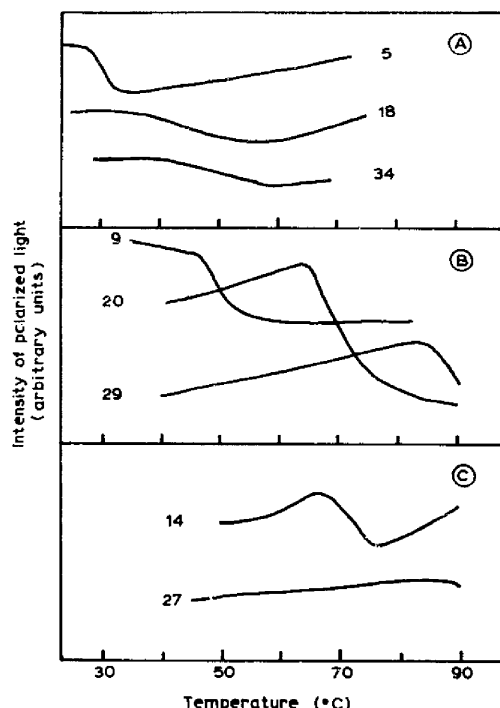 A
5
18
34
B
9
20
29
C
14
27
30 50 70 90
Temperature (°C)
Intensity of polarized light
(arbitrary units)